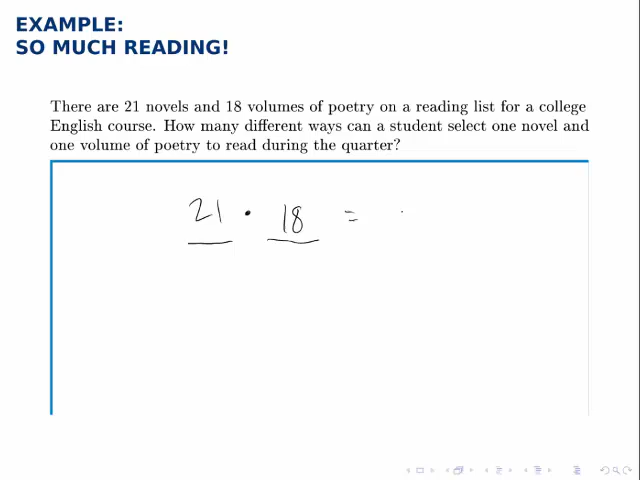 EXAMPLE:
SO MUCH READING!
There are 21 novels and 18 volumes of poetry on a reading list for a college
English course. How many different ways can a student select one novel and
one volume of poetry to read during the quarter?
21 · 18 =